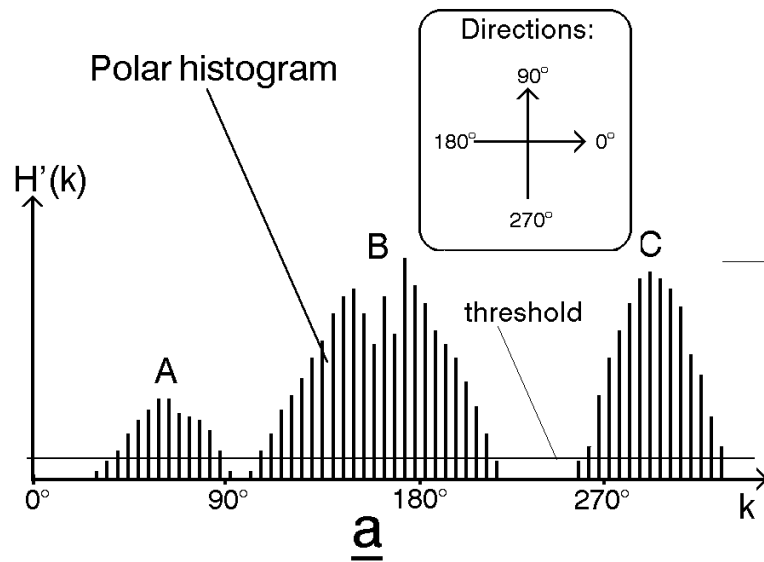 Directions:
90°
180°
0°
270°
Polar histogram
H'(k)
A
B
C
threshold
0°
90°
180°
270°
k
a